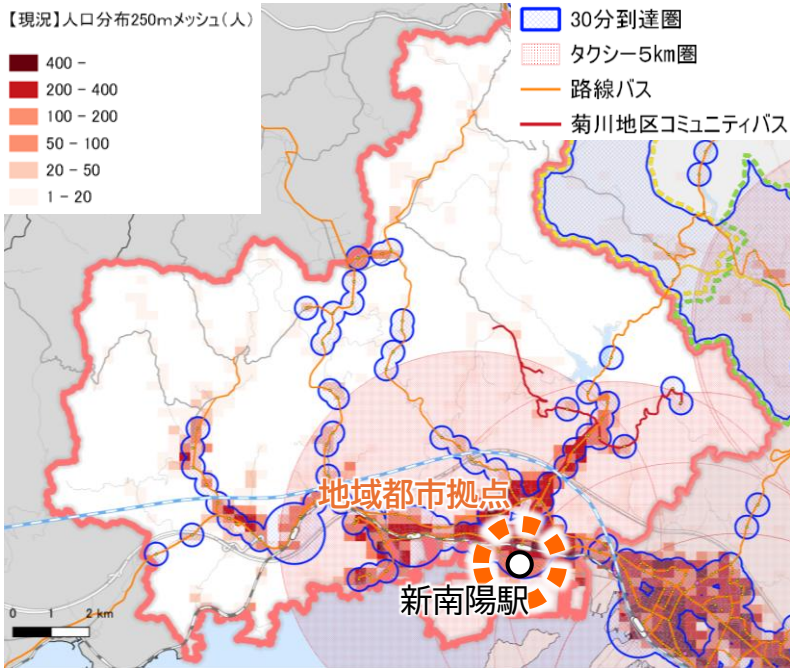 【現況】人口分布250mメッシュ(人)
400 -
200 - 400
100 - 200
50 - 100
20 - 50
1 - 20
30分到達圏
タクシー5km圏
路線バス
菊川地区コミュニティバス
地域都市拠点
新南陽駅
0 1 2 km